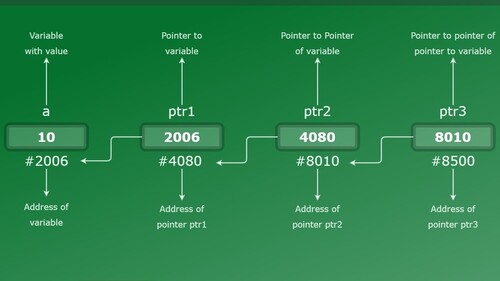 Variable
with value
Pointer to
variable
Pointer to Pointer
of variable
Pointer to pointer of
pointer to variable
a
ptr1
ptr2
ptr3
10
2006
4080
8010
#2006
#4080
#8010
#8500
Address of
variable
Address of
pointer ptr1
Address of
pointer ptr2
Address of
pointer ptr3